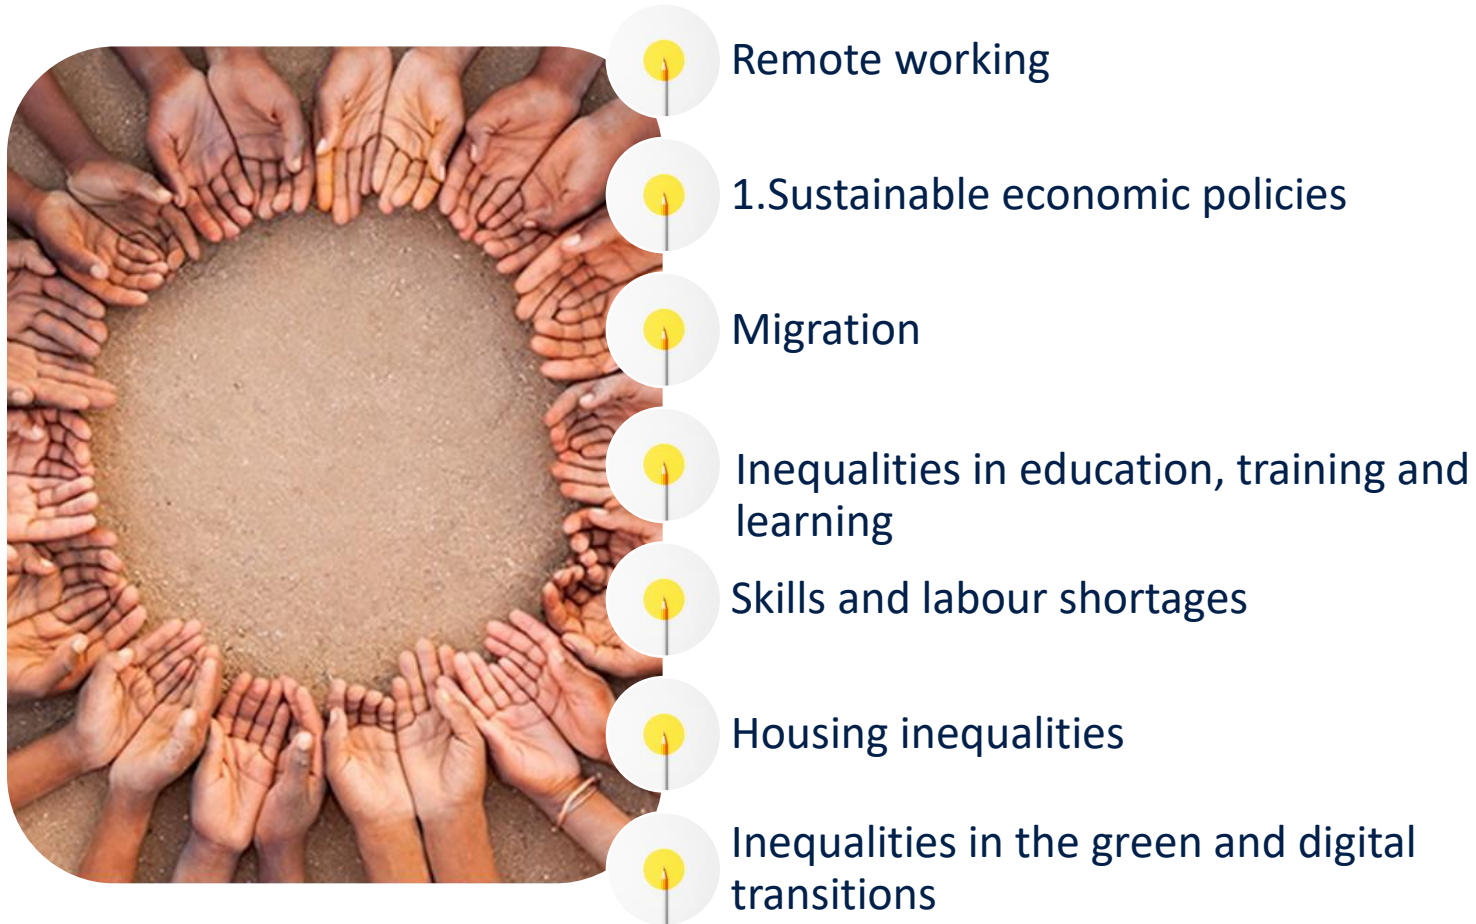 Remote working
1.Sustainable economic policies
Migration
Inequalities in education, training and
learning
Skills and labour shortages
Housing inequalities
Inequalities in the green and digital
transitions